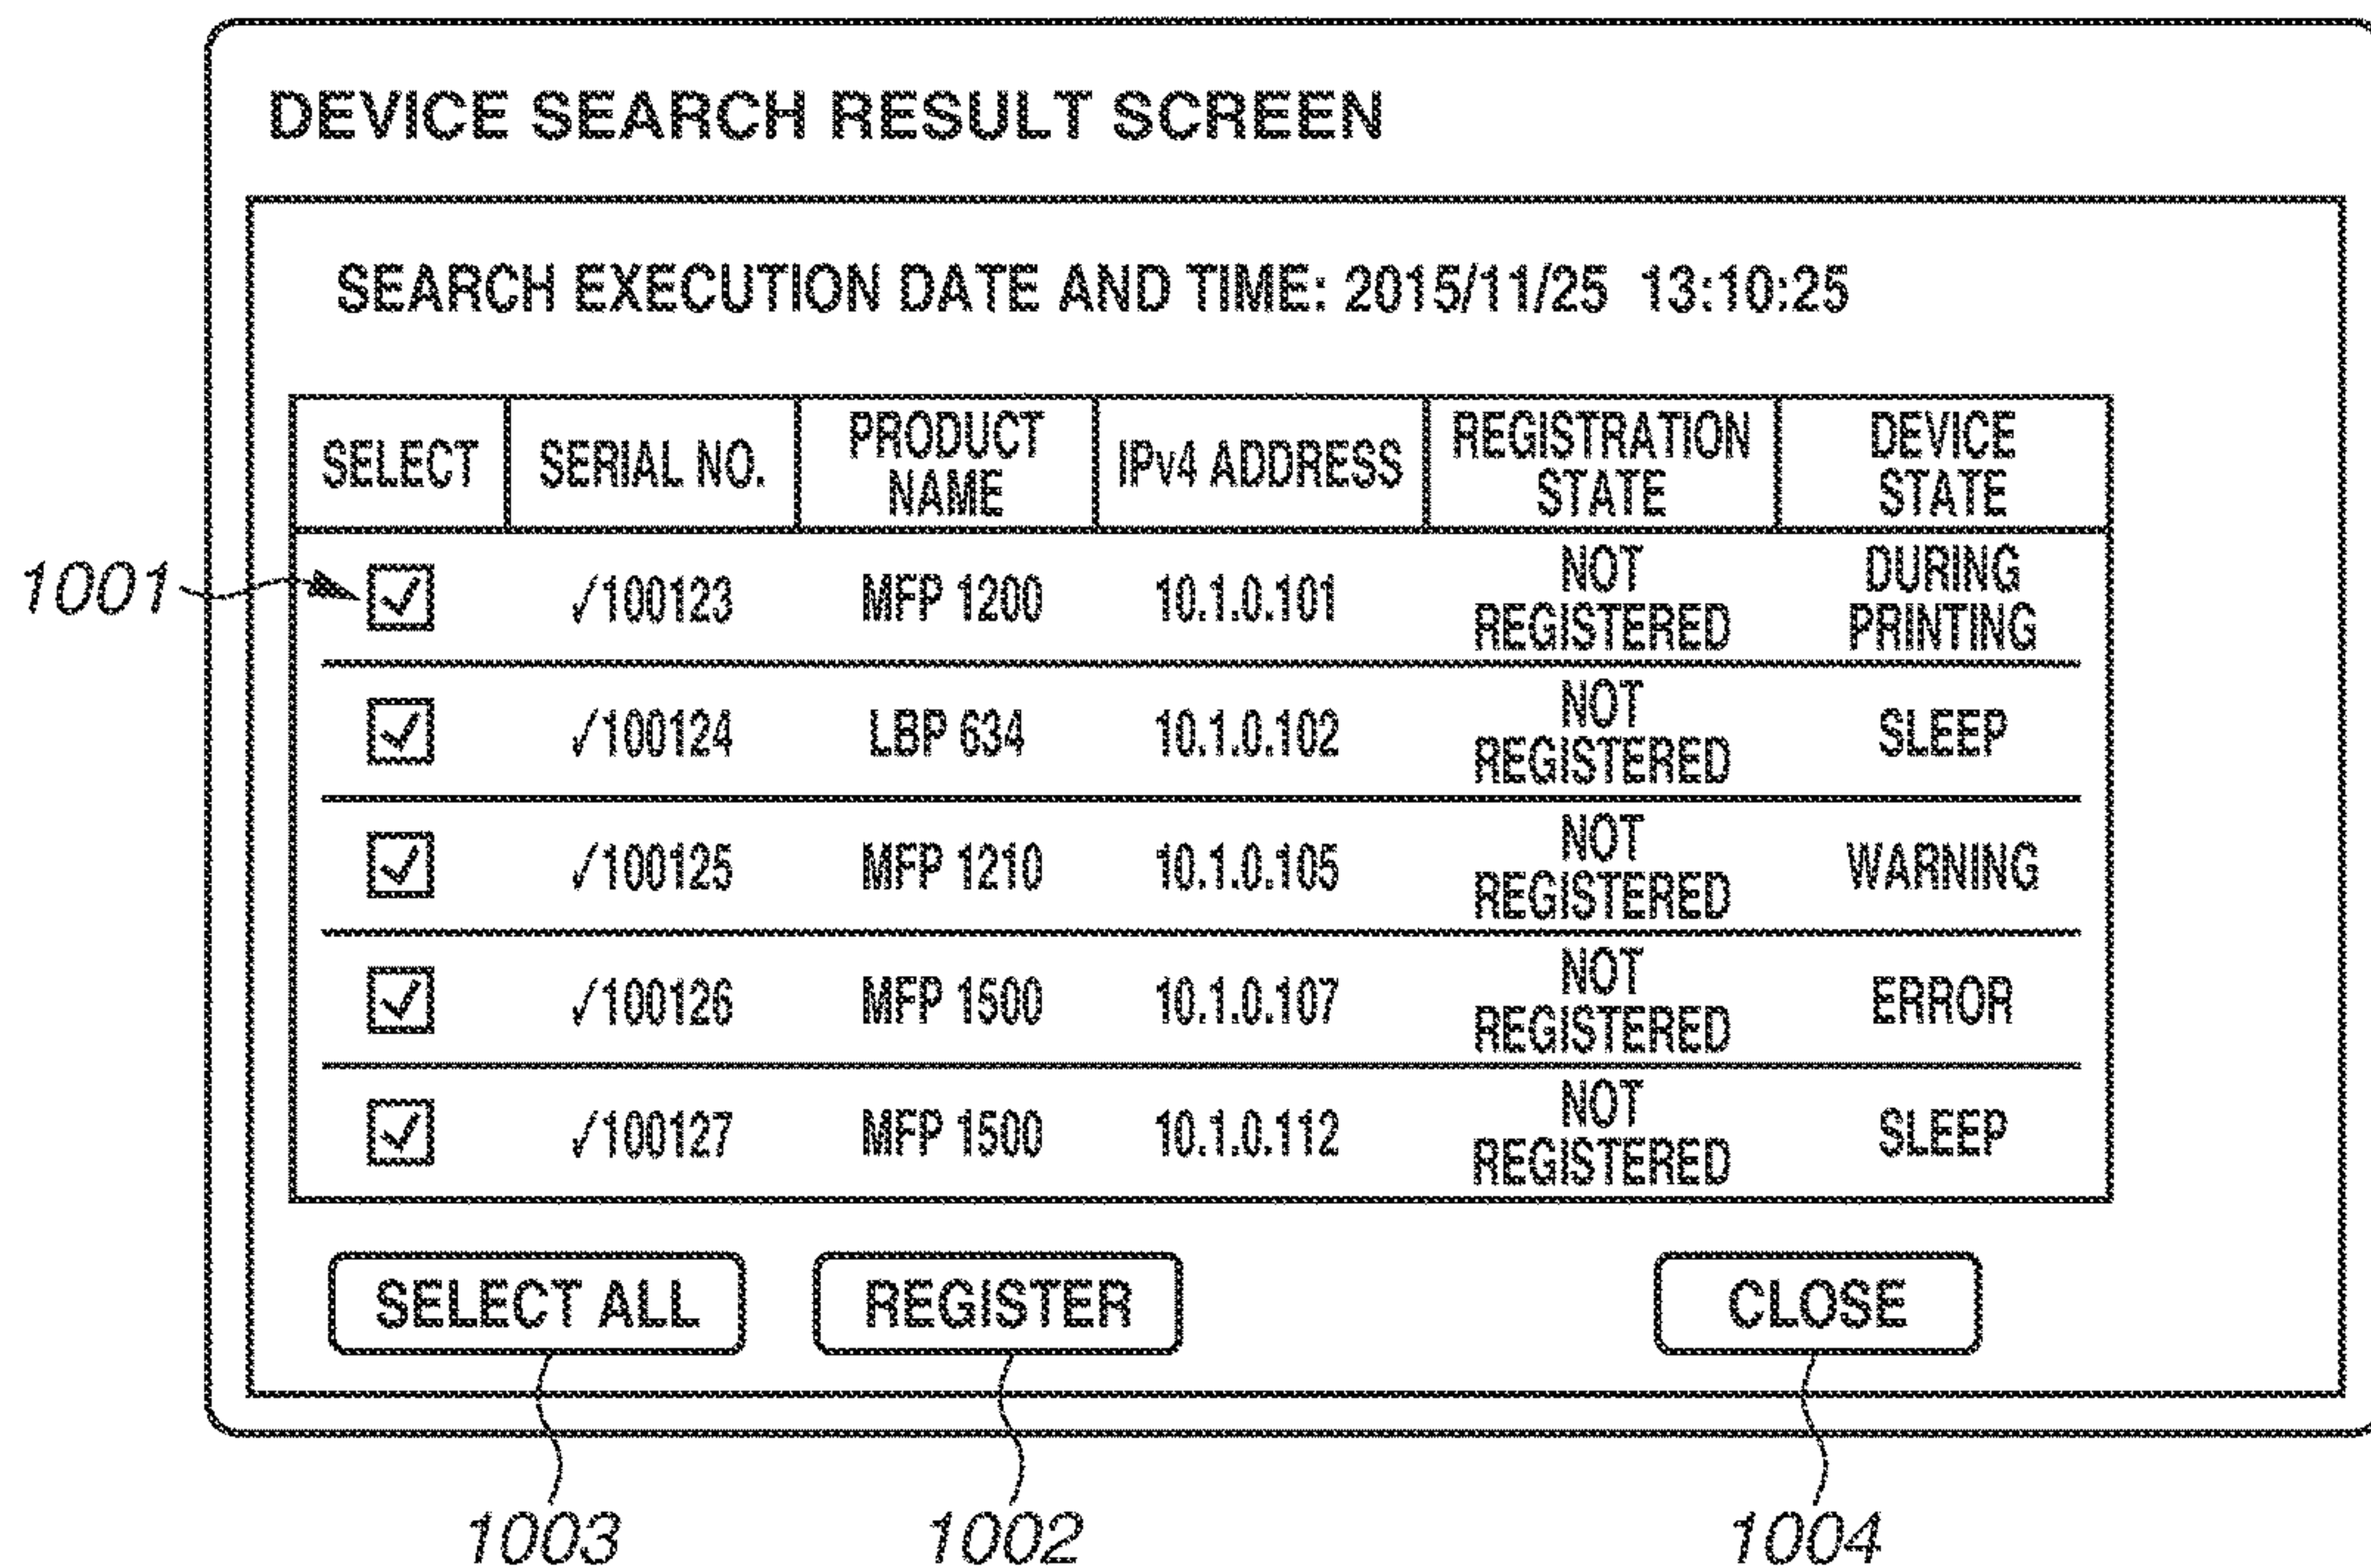 DEVICE SEARCH RESULT SCREEN
SEARCH EXECUTION DATE AND TIME: 2015/11/25 13:10:25
SELECT SERIAL NO. PRODUCT NAME IPv4 ADDRESS REGISTRATION STATE DEVICE STATE
1001 ✓ ✓100123 MFP 1200 10.1.0.101 NOT REGISTERED DURING PRINTING
✓ ✓100124 LBP 634 10.1.0.102 NOT REGISTERED SLEEP
✓ ✓100125 MFP 1210 10.1.0.105 NOT REGISTERED WARNING
✓ ✓100126 MFP 1500 10.1.0.107 NOT REGISTERED ERROR
✓ ✓100127 MFP 1500 10.1.0.112 NOT REGISTERED SLEEP
SELECT ALL REGISTER CLOSE
1003 1002 1004